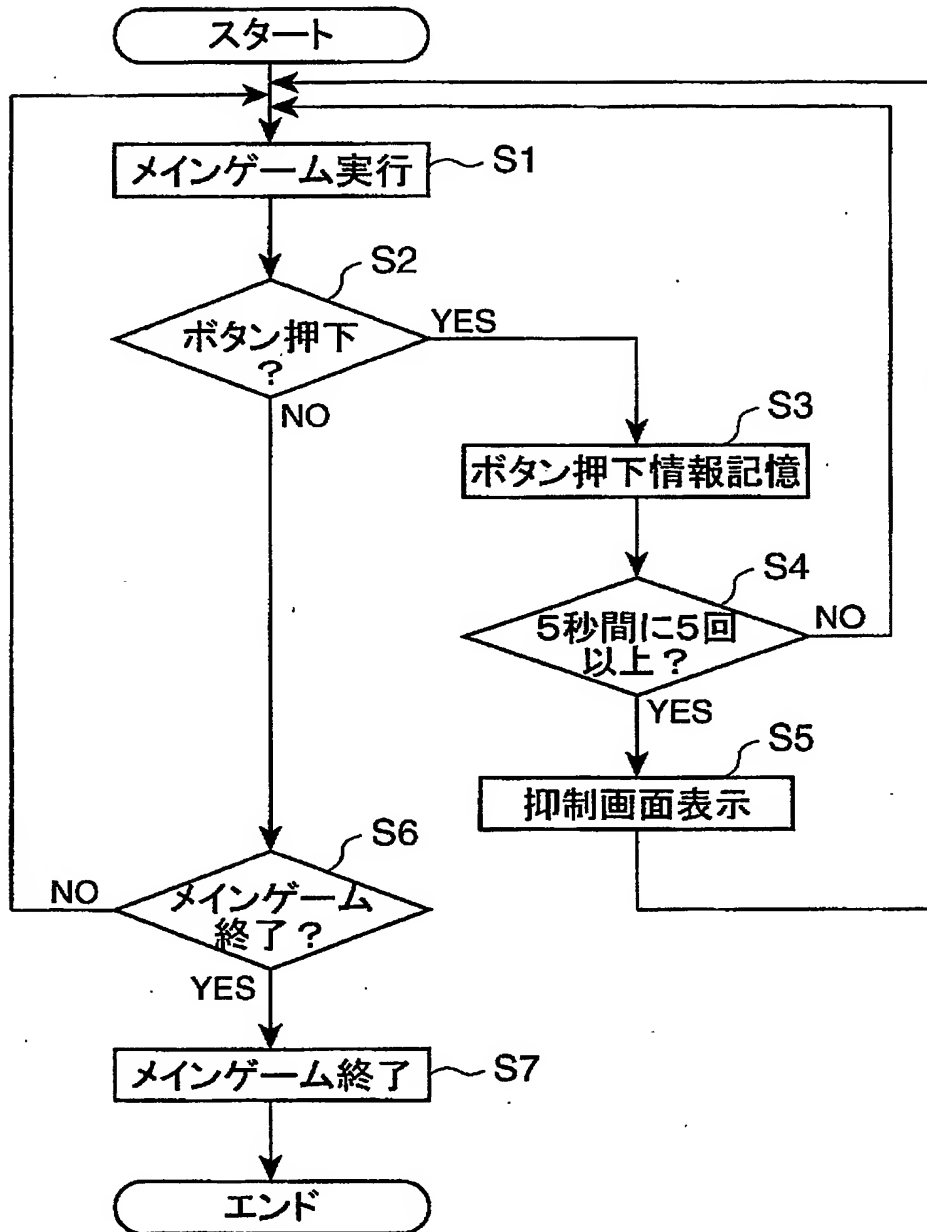 スタート
メインゲーム実行
S1
S2
ボタン押下
?
YES
NO
S3
ボタン押下情報記憶
S4
5秒間に5回
以上?
NO
YES
S5
抑制画面表示
S6
メインゲーム
終了?
NO
YES
メインゲーム終了
S7
エンド